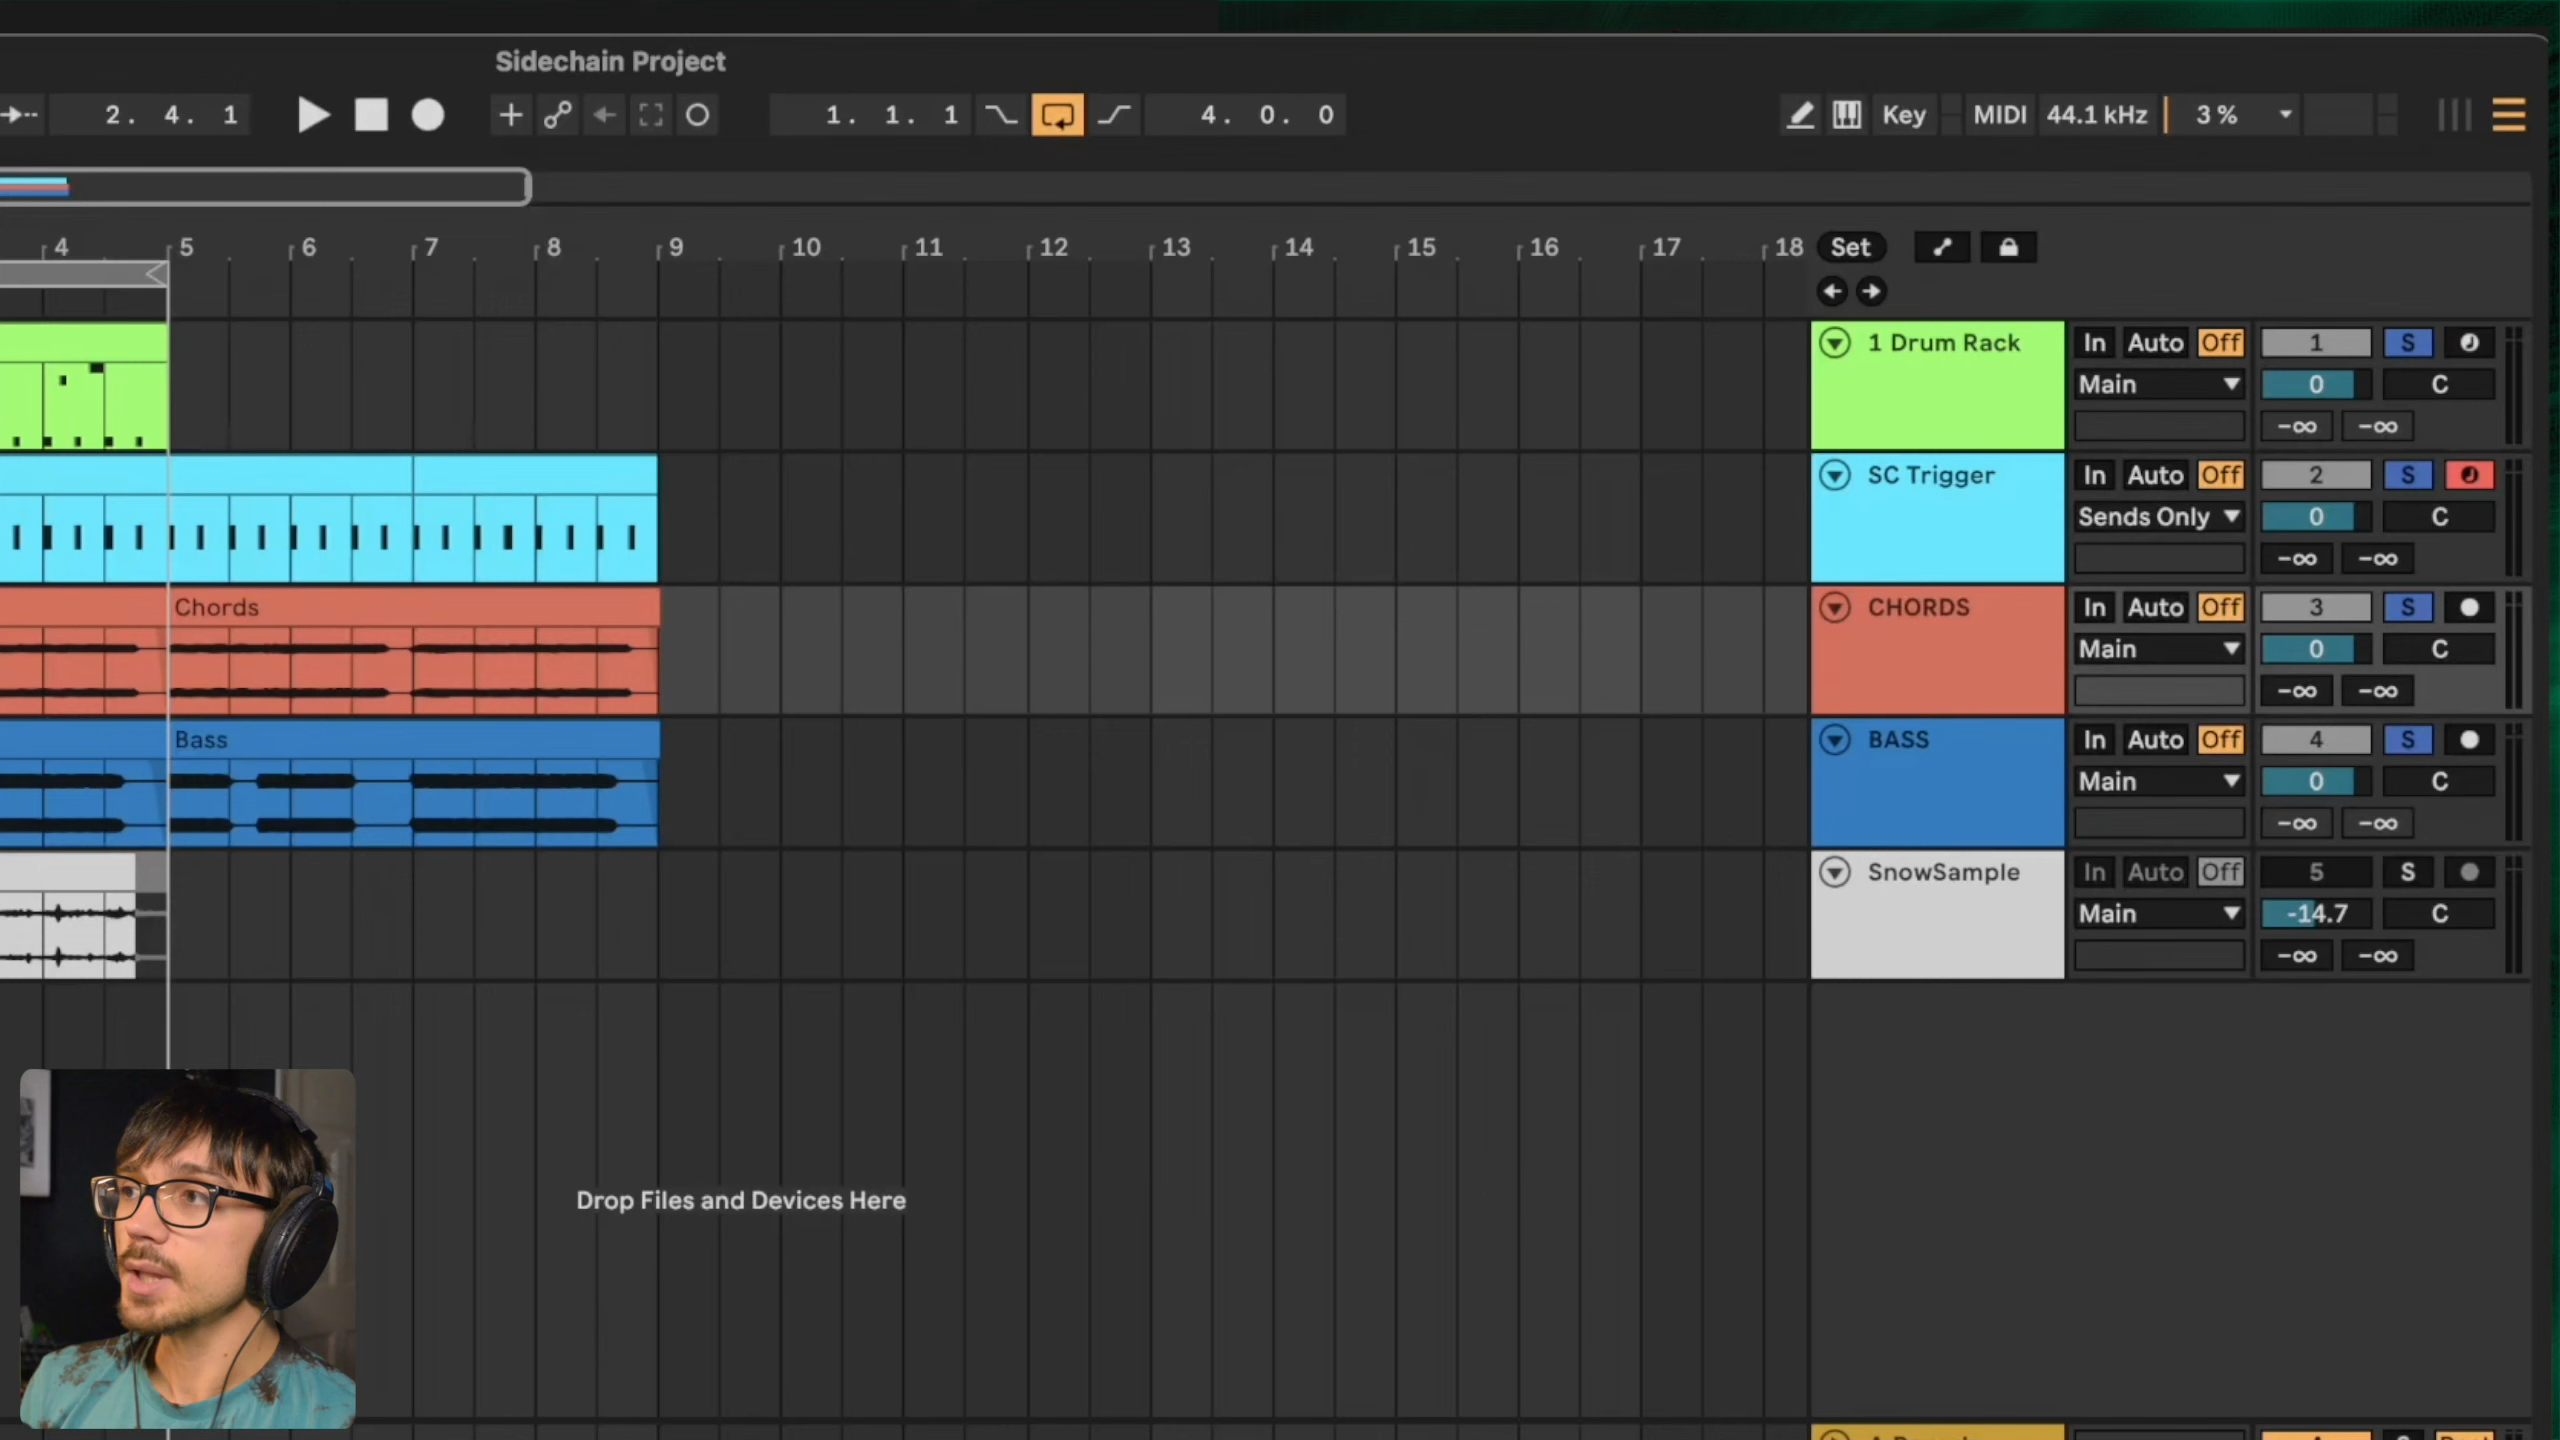 Sidechain Project
2. 4. 1
1. 1. 1
4. 0. 0
Key
MIDI
44.1 kHz
3 %
4
5
6
7
8
9
10
11
12
13
14
15
16
17
18
Set
1 Drum Rack
In
Auto
Off
1
S
Main
0
C
-∞
-∞
SC Trigger
In
Auto
Off
2
S
Sends Only
0
C
-∞
-∞
Chords
CHORDS
In
Auto
Off
3
S
Main
0
C
-∞
-∞
Bass
BASS
In
Auto
Off
4
S
Main
0
C
-∞
-∞
SnowSample
In
Auto
Off
5
S
Main
-14.7
C
-∞
-∞
Drop Files and Devices Here